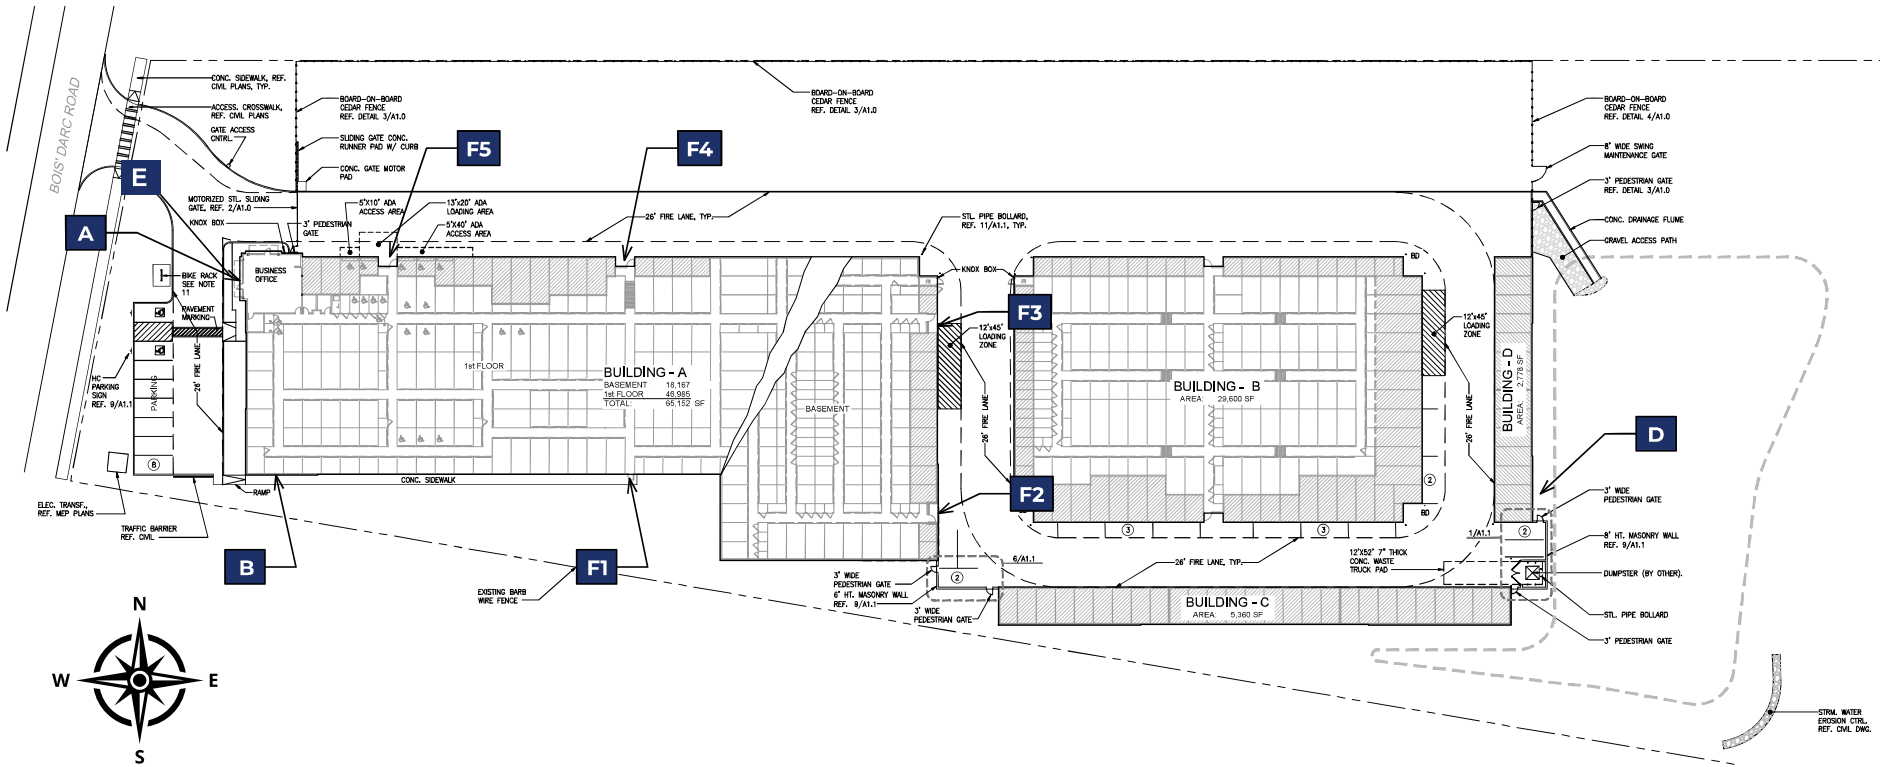 BOIS' DARC ROAD
CONC. SIDEWALK, REF.
CIVIL PLANS, TYP.
ACCESS. CROSSWALK,
REF. CIVIL PLANS
GATE ACCESS
CNTRL.
BOARD-ON-BOARD
CEDAR FENCE
REF. DETAIL 3/A1.0
SLIDING GATE CONC.
RUNNER PAD W/ CURB
CONC. GATE MOTOR
PAD
BOARD-ON-BOARD
CEDAR FENCE
REF. DETAIL 3/A1.0
BOARD-ON-BOARD
CEDAR FENCE
REF. DETAIL 4/A1.0
8' WIDE SWING
MAINTENANCE GATE
3' PEDESTRIAN GATE
REF. DETAIL 3/A1.0
CONC. DRAINAGE FLUME
GRAVEL ACCESS PATH
E
A
F5
F4
MOTORIZED STL. SLIDING
GATE, REF. 2/A1.0
KNOX BOX
3' PEDESTRIAN
GATE
5'X10' ADA
ACCESS AREA
13'x20' ADA
LOADING AREA
5'X40' ADA
ACCESS AREA
26' FIRE LANE, TYP.
STL. PIPE BOLLARD,
REF. 11/A1.1, TYP.
BUSINESS
OFFICE
BIKE RACK
SEE NOTE
11
PAVEMENT
MARKING
KNOX BOX
BD
F3
12'x45'
LOADING
ZONE
12'x45'
LOADING
ZONE
HC
PARKING
SIGN
REF. 9/A1.1
PARKING
26' FIRE LANE
8
1st FLOOR
BUILDING - A
BASEMENT 18,167
1st FLOOR 46,985
TOTAL: 65,152 SF
BASEMENT
26' FIRE LANE
BUILDING - B
AREA: 29,600 SF
26' FIRE LANE
BUILDING - D
AREA: 2,778 SF
D
F2
2
BD
3
3
2
CONC. SIDEWALK
RAMP
ELEC. TRANSF.,
REF. MEP PLANS
TRAFFIC BARRIER
REF. CIVIL
B
F1
EXISTING BARB
WIRE FENCE
3' WIDE
PEDESTRIAN GATE
6' HT. MASONRY WALL
REF. 9/A1.1
3' WIDE
PEDESTRIAN GATE
2
6/A1.1
26' FIRE LANE, TYP.
12'X52' 7" THICK
CONC. WASTE
TRUCK PAD
1/A1.1
3' WIDE
PEDESTRIAN GATE
8' HT. MASONRY WALL
REF. 9/A1.1
DUMPSTER (BY OTHER).
STL. PIPE BOLLARD
3' PEDESTRIAN GATE
BUILDING - C
AREA: 5,360 SF
STRM. WATER
EROSION CTRL.
REF. CIVIL DWG.
N
W
E
S